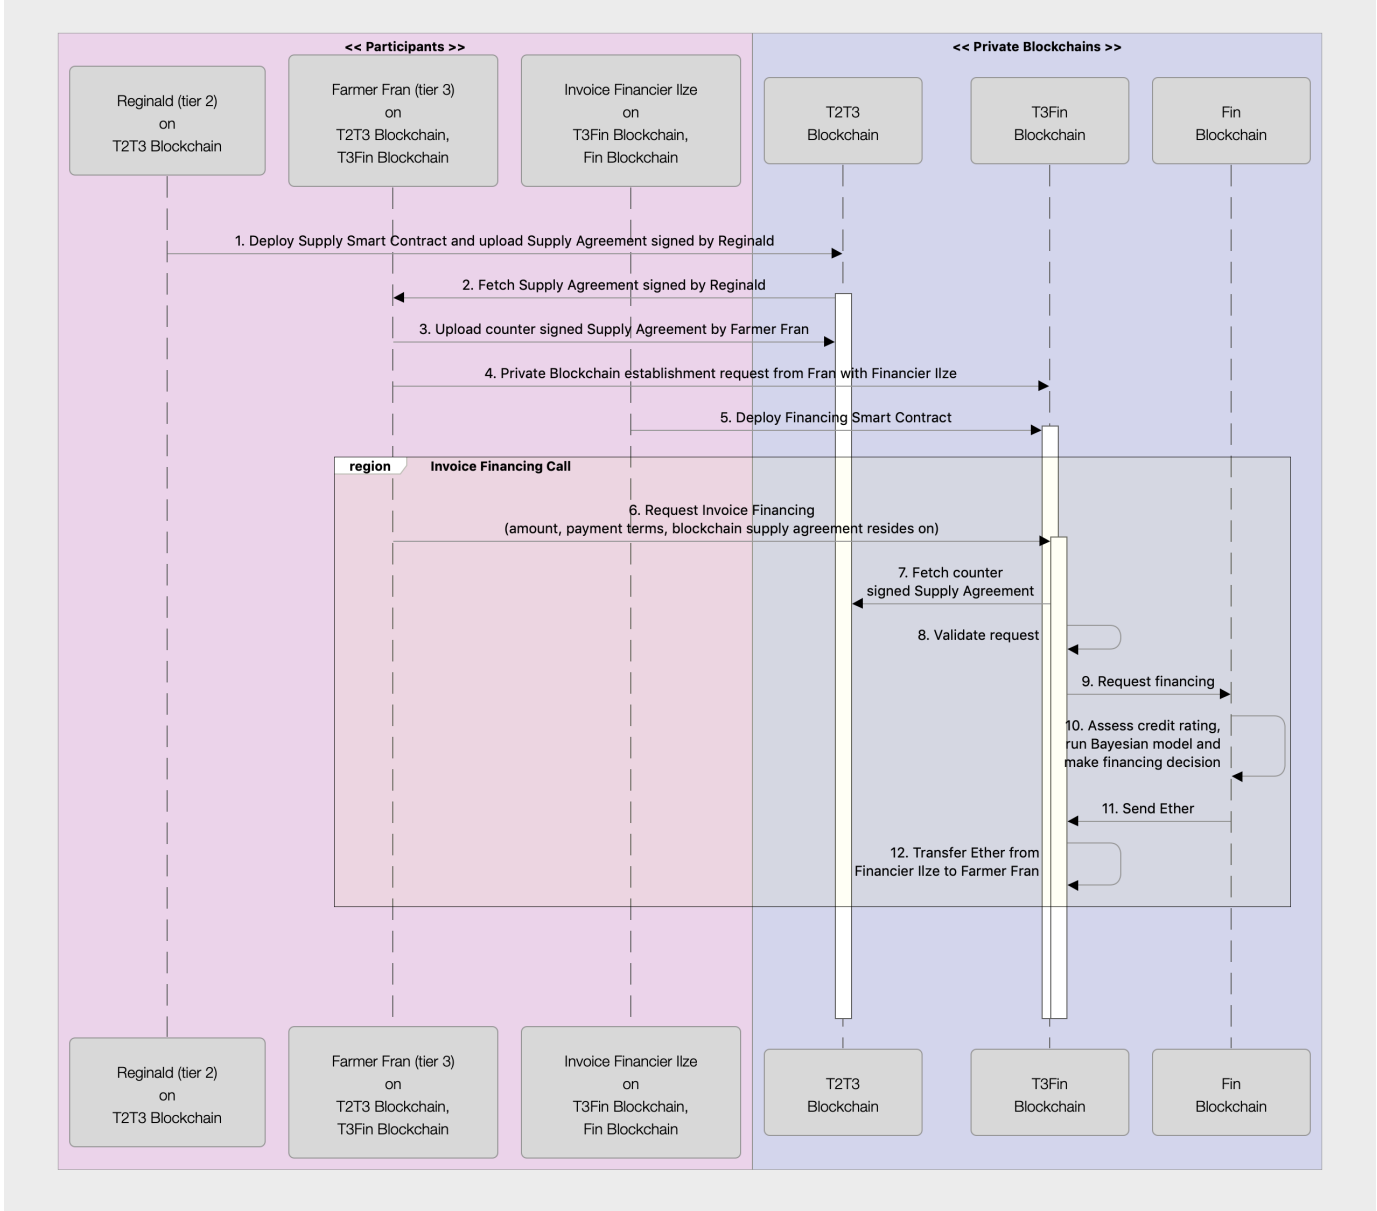 << Participants >>
<< Private Blockchains >>
Reginald (tier 2)
on
T2T3 Blockchain
Farmer Fran (tier 3)
on
T2T3 Blockchain,
T3Fin Blockchain
Invoice Financier Ilze
on
T3Fin Blockchain,
Fin Blockchain
T2T3
Blockchain
T3Fin
Blockchain
Fin
Blockchain
1. Deploy Supply Smart Contract and upload Supply Agreement signed by Reginald
2. Fetch Supply Agreement signed by Reginald
3. Upload counter signed Supply Agreement by Farmer Fran
4. Private Blockchain establishment request from Fran with Financier Ilze
5. Deploy Financing Smart Contract
region
Invoice Financing Call
6. Request Invoice Financing
(amount, payment terms, blockchain supply agreement resides on)
7. Fetch counter
signed Supply Agreement
8. Validate request
9. Request financing
10. Assess credit rating,
run Bayesian model and
make financing decision
11. Send Ether
12. Transfer Ether from
Financier Ilze to Farmer Fran
Reginald (tier 2)
on
T2T3 Blockchain
Farmer Fran (tier 3)
on
T2T3 Blockchain,
T3Fin Blockchain
Invoice Financier Ilze
on
T3Fin Blockchain,
Fin Blockchain
T2T3
Blockchain
T3Fin
Blockchain
Fin
Blockchain